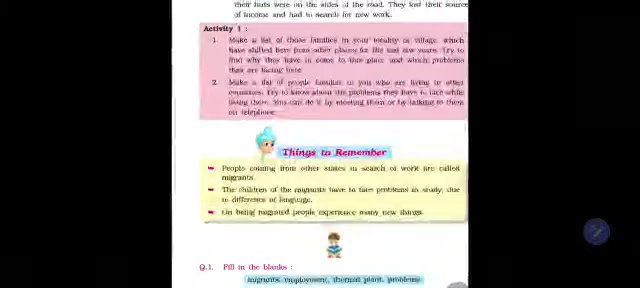 their huts were on the sides of the road. They lost their source
of income and had to search for new work.
Activity 1 :
1. Make a list of those families in your locality or village, which
have shifted here from other places for the last few years. Try to
find why they have to come to this place and which problems
they are facing here.
2. Make a list of people familiar to you who are living in other
countries. Try to know about the problems they have to face while
living there. You can do it by meeting them or by talking to them
on telephone.
Things to Remember
People coming from other states in search of work are called
migrants.
The children of the migrants have to face problems in study, due
to difference of language.
On being migrated people experience many new things.
Q.1. Fill in the blanks :
migrants, employment, thermal plant, problems